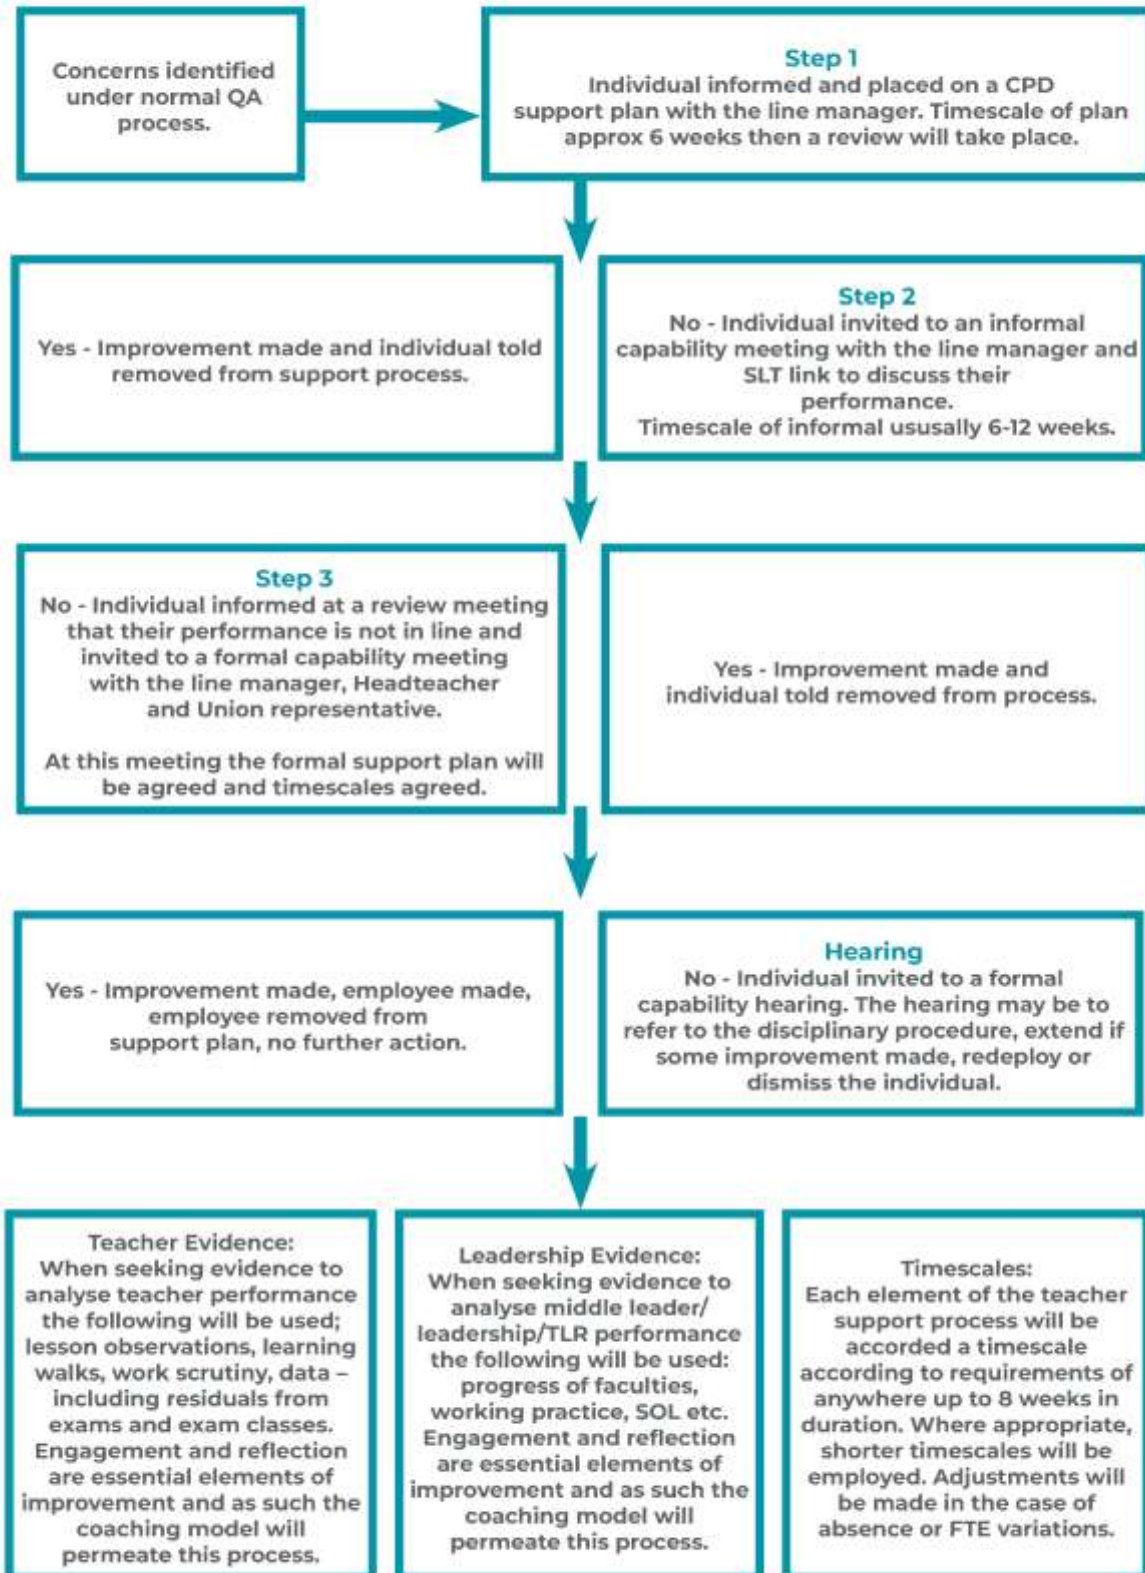 Concerns identified
under normal QA
process.
Step 1
Individual informed and placed on a CPD
support plan with the line manager. Timescale of plan
approx 6 weeks then a review will take place.
Yes - Improvement made and individual told
removed from support process.
Step 2
No - Individual invited to an informal
capability meeting with the line manager and
SLT link to discuss their
performance.
Timescale of informal ususally 6-12 weeks.
Step 3
No - Individual informed at a review meeting
that their performance is not in line and
invited to a formal capability meeting
with the line manager, Headteacher
and Union representative.
At this meeting the formal support plan will
be agreed and timescales agreed.
Yes - Improvement made and
individual told removed from process.
Yes - Improvement made, employee made,
employee removed from
support plan, no further action.
Hearing
No - Individual invited to a formal
capability hearing. The hearing may be to
refer to the disciplinary procedure, extend if
some improvement made, redeploy or
dismiss the individual.
Teacher Evidence:
When seeking evidence to
analyse teacher performance
the following will be used;
lesson observations, learning
walks, work scrutiny, data –
including residuals from
exams and exam classes.
Engagement and reflection
are essential elements of
improvement and as such the
coaching model will
permeate this process.
Leadership Evidence:
When seeking evidence to
analyse middle leader/
leadership/TLR performance
the following will be used:
progress of faculties,
working practice, SOL etc.
Engagement and reflection
are essential elements of
improvement and as such the
coaching model will
permeate this process.
Timescales:
Each element of the teacher
support process will be
accorded a timescale
according to requirements of
anywhere up to 8 weeks in
duration. Where appropriate,
shorter timescales will be
employed. Adjustments will
be made in the case of
absence or FTE variations.